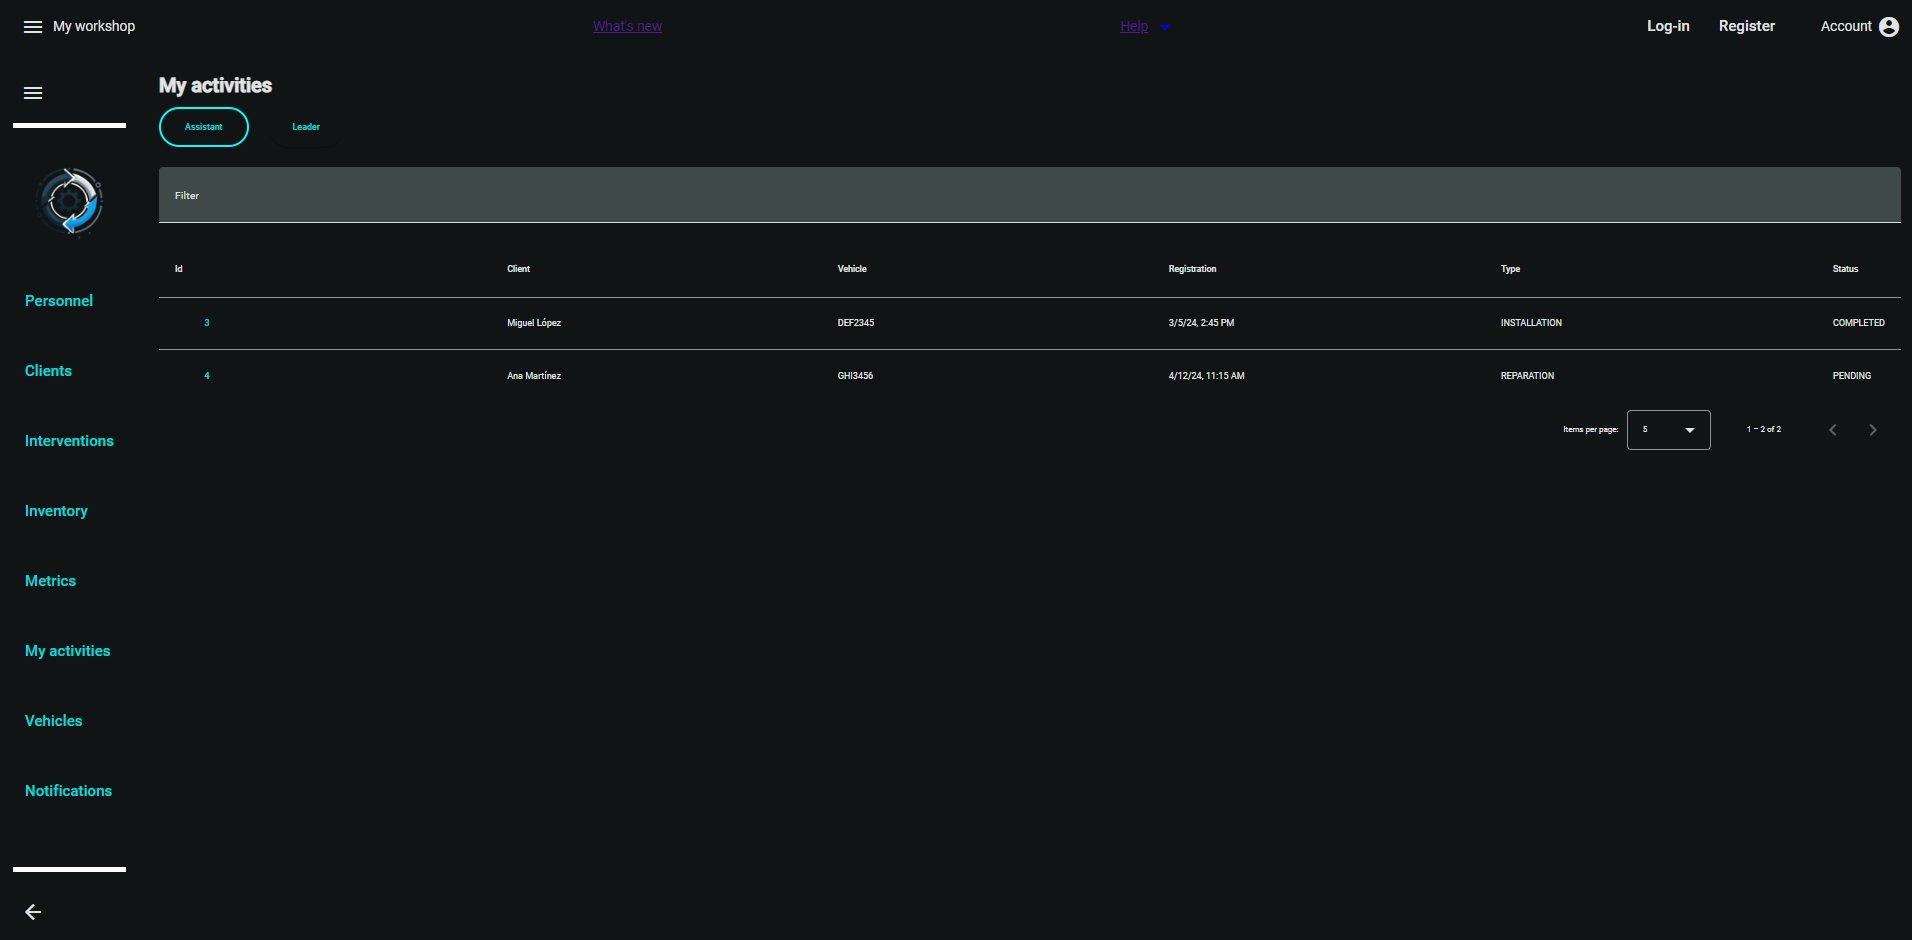 My workshop What's new Help Log-in Register Account
My activities
Assistant Leader
Filter
Id Client Vehicle Registration Type Status
3 Miguel López DEF2345 3/5/24, 2:45 PM INSTALLATION COMPLETED
4 Ana Martínez GHI3456 4/12/24, 11:15 AM REPARATION PENDING
Items per page: 5 1 – 2 of 2
Personnel
Clients
Interventions
Inventory
Metrics
My activities
Vehicles
Notifications